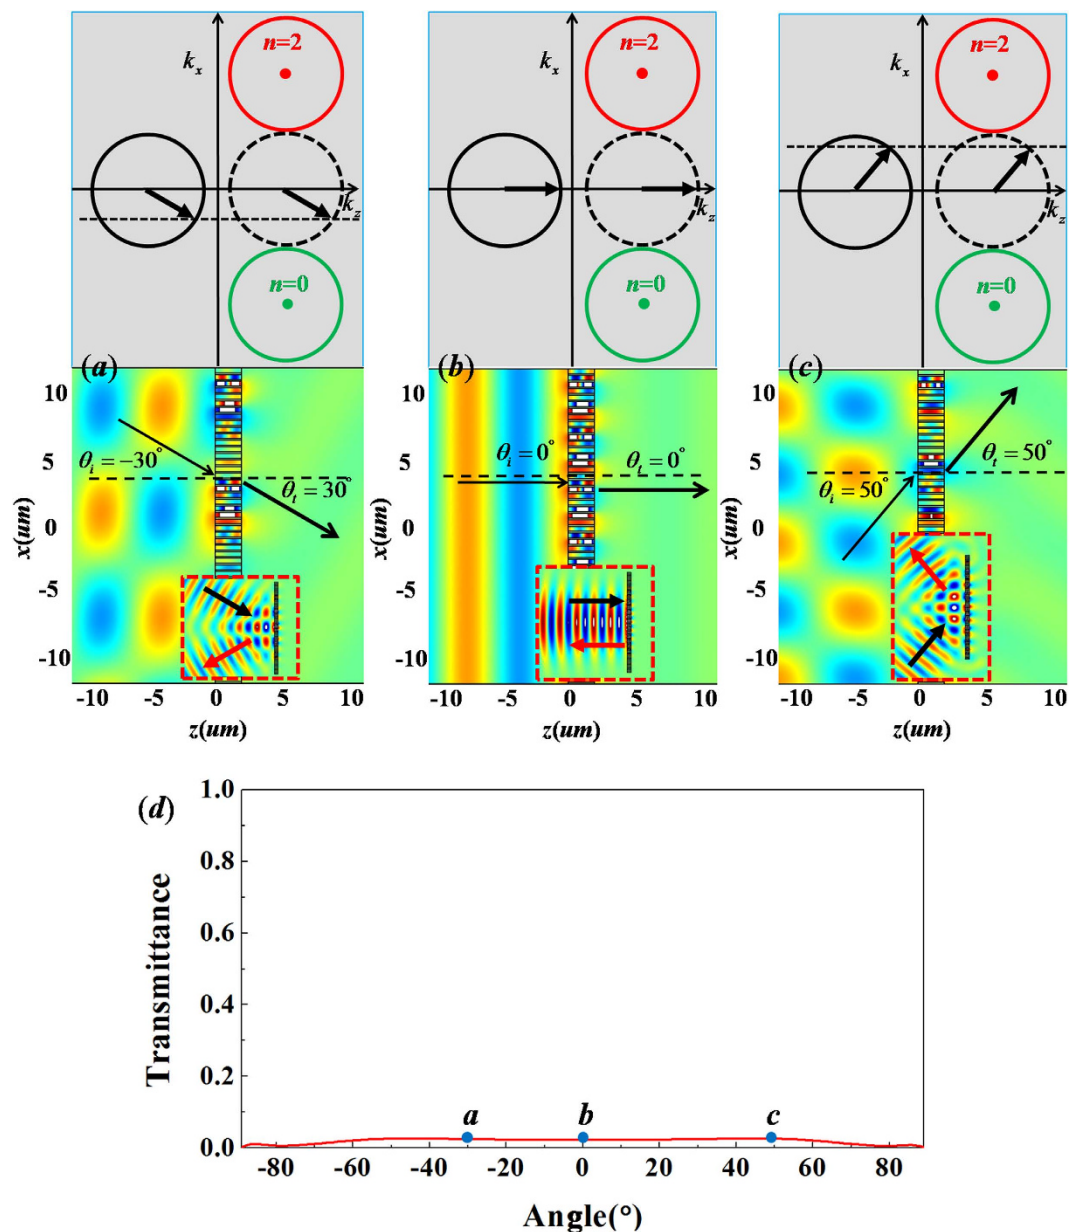 n=2
k_x
k_z
n=0
n=2
k_x
k_z
n=0
n=2
k_x
k_z
n=0
(a)
10
5
0
-5
-10
x(um)
θ_i = −30°
θ_t = 30°
-10 -5 0 5 10
z(um)
(b)
10
5
0
-5
-10
x(um)
θ_i = 0°
θ_t = 0°
-10 -5 0 5 10
z(um)
(c)
10
5
0
-5
-10
x(um)
θ_i = 50°
θ_t = 50°
-10 -5 0 5 10
z(um)
(d)
Transmittance
1.0
0.8
0.6
0.4
0.2
0.0
a b c
-80 -60 -40 -20 0 20 40 60 80
Angle(°)